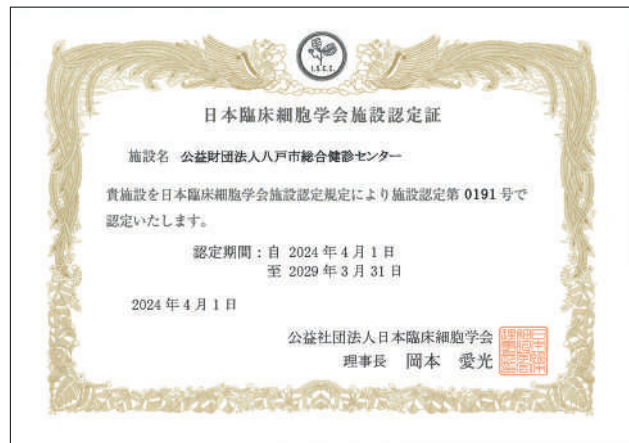 J.S.C.C.
日本臨床細胞学会施設認定証
施設名 公益財団法人八戸市総合健診センター
貴施設を日本臨床細胞学会施設認定規定により施設認定第 0191 号で
認定いたします。
認定期間：自 2024 年 4 月 1 日
至 2029 年 3 月 31 日
2024 年 4 月 1 日
公益社団法人日本臨床細胞学会
理事長 岡本 愛光